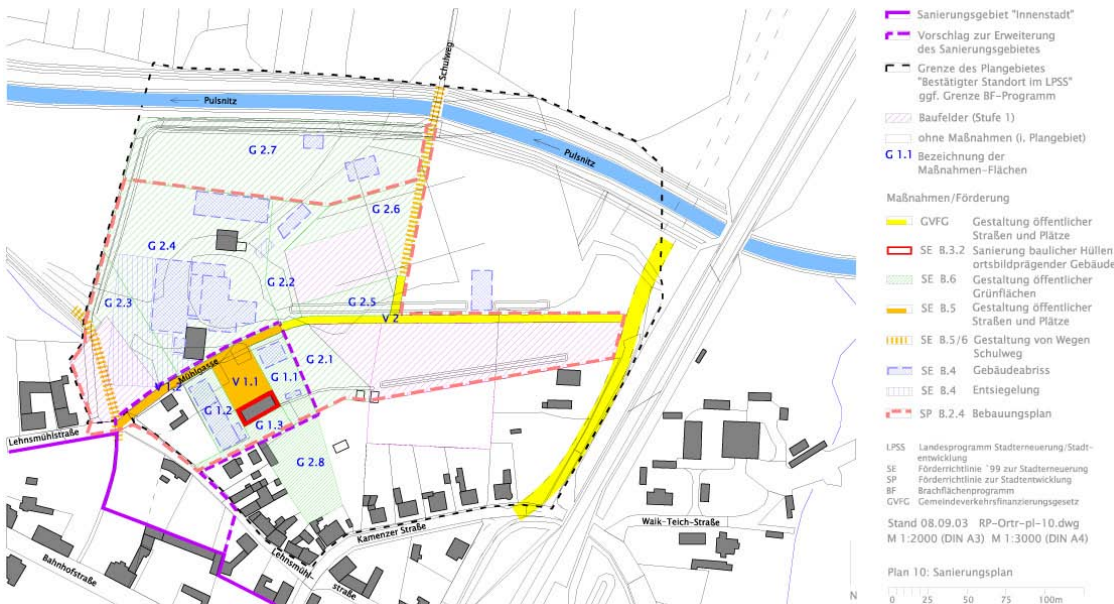 Schulweg
Pulsnitz
Pulsnitz
G 2.7
G 2.6
G 2.4
G 2.2
G 2.3
G 2.5
V 2
Mühlgasse
G 2.1
V 1.2
V 1.1
G 1.1
G 1.2
G 1.3
Lehnsmühlstraße
G 2.8
Kamenzer Straße
Walk-Teich-Straße
Lehnsmühl-
straße
Bahnhofstraße
N
Sanierungsgebiet "Innenstadt"
Vorschlag zur Erweiterung
des Sanierungsgebietes
Grenze des Plangebietes
"Bestätigter Standort im LPSS"
ggf. Grenze BF-Programm
Baufelder (Stufe 1)
ohne Maßnahmen (i. Plangebiet)
G 1.1 Bezeichnung der
Maßnahmen-Flächen
Maßnahmen/Förderung
GVFG Gestaltung öffentlicher
Straßen und Plätze
SE B.3.2 Sanierung baulicher Hüllen
ortsbildprägender Gebäude
SE B.6 Gestaltung öffentlicher
Grünflächen
SE B.5 Gestaltung öffentlicher
Straßen und Plätze
SE B.5/6 Gestaltung von Wegen
Schulweg
SE B.4 Gebäudeabriss
SE B.4 Entsiegelung
SP B.2.4 Bebauungsplan
LPSS Landesprogramm Stadterneuerung/Stadt-
entwicklung
SE Förderrichtlinie ´99 zur Stadterneuerung
SP Förderrichtlinie zur Stadtentwicklung
BF Brachflächenprogramm
GVFG Gemeindeverkehrsfinanzierungsgesetz
Stand 08.09.03 RP-Ortr-pl-10.dwg
M 1:2000 (DIN A3) M 1:3000 (DIN A4)
Plan 10: Sanierungsplan
0 25 50 75 100m